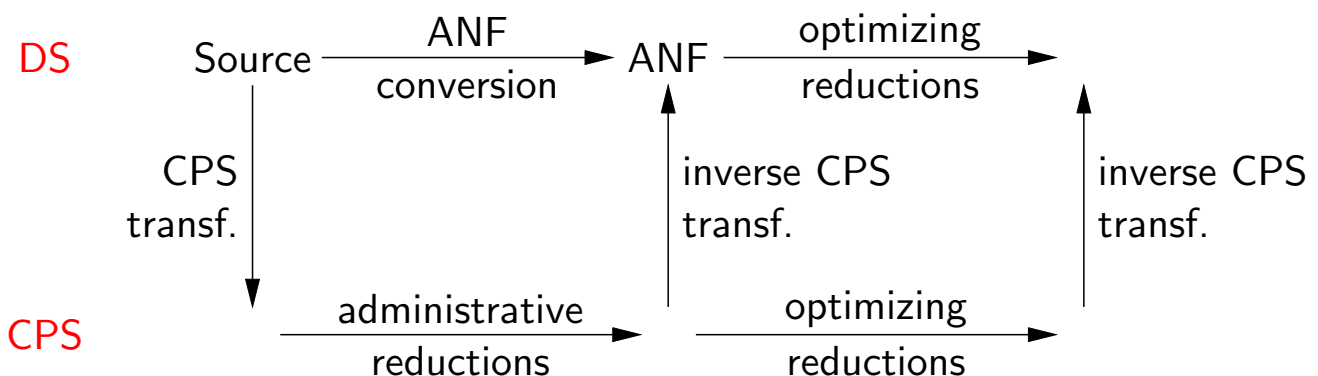 DS
Source
ANF
conversion
ANF
optimizing
reductions
CPS
transf.
inverse CPS
transf.
inverse CPS
transf.
CPS
administrative
reductions
optimizing
reductions